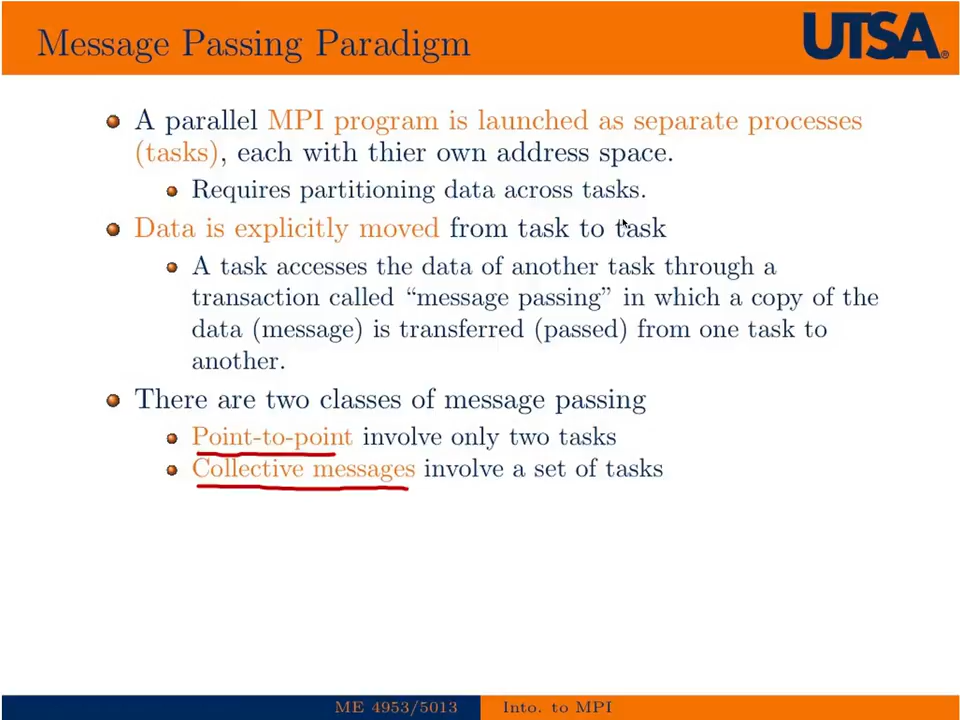 Message Passing Paradigm
UTSA®
A parallel MPI program is launched as separate processes
(tasks), each with thier own address space.
Requires partitioning data across tasks.
Data is explicitly moved from task to task
A task accesses the data of another task through a
transaction called “message passing” in which a copy of the
data (message) is transferred (passed) from one task to
another.
There are two classes of message passing
Point-to-point involve only two tasks
Collective messages involve a set of tasks
ME 4953/5013 Into. to MPI